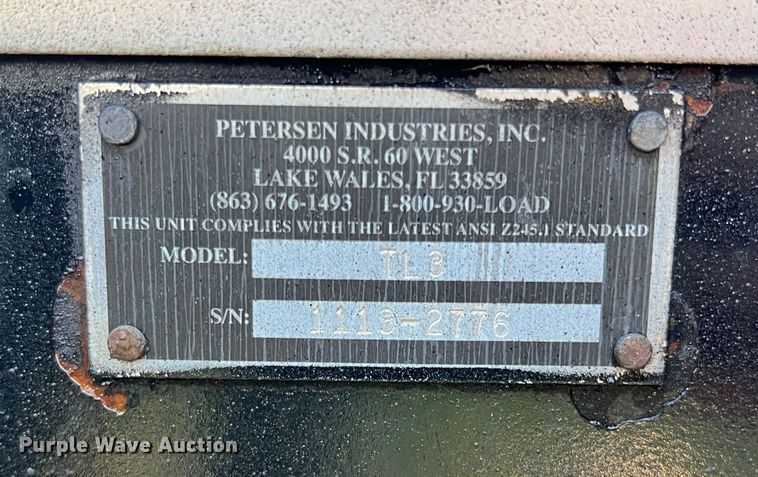 PETERSEN INDUSTRIES, INC.
4000 S.R. 60 WEST
LAKE WALES, FL 33859
(863) 676-1493 1-800-930-LOAD
THIS UNIT COMPLIES WITH THE LATEST ANSI Z245.1 STANDARD
MODEL: TL3
S/N: 1113-2776
Purple Wave Auction